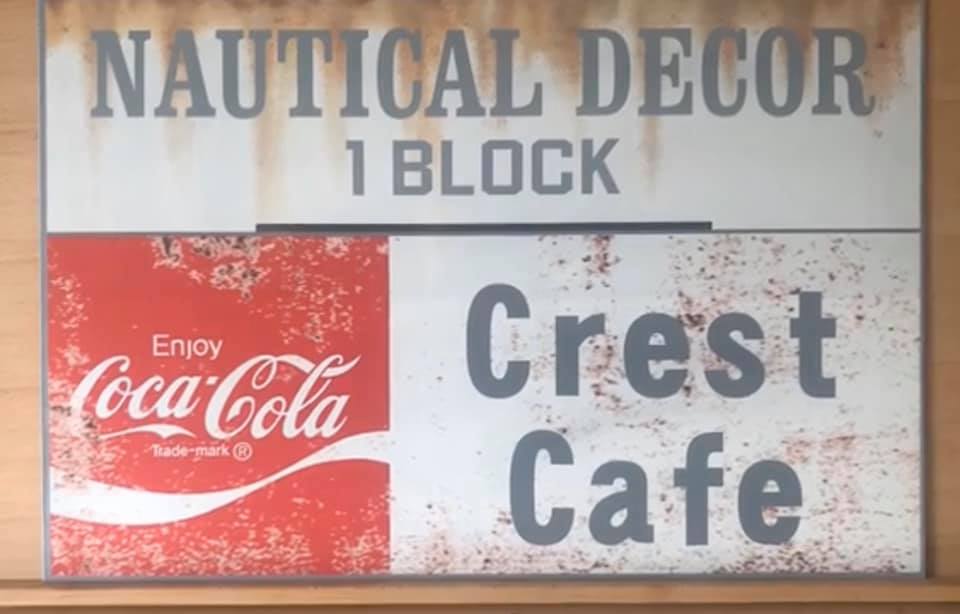 NAUTICAL DECOR
1 BLOCK
Enjoy
Coca-Cola
Trade-mark ®
Crest
Cafe